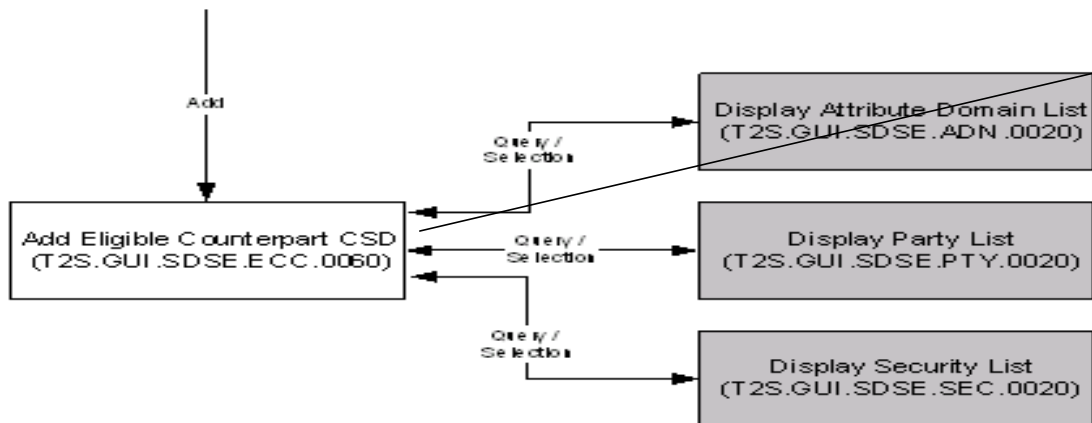 Add
Query /
Selection
Display Attribute Domain List
(T2S.GUI.SDSE.ADN.0020)
Add Eligible Counterpart CSD
(T2S.GUI.SDSE.ECC.0060)
Query /
Selection
Display Party List
(T2S.GUI.SDSE.PTY.0020)
Query /
Selection
Display Security List
(T2S.GUI.SDSE.SEC.0020)